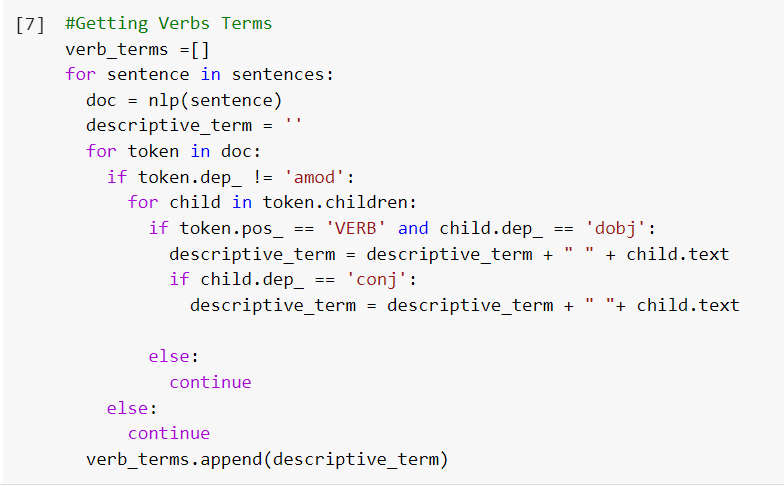 [7] #Getting Verbs Terms
verb_terms =[]
for sentence in sentences:
  doc = nlp(sentence)
  descriptive_term = ''
  for token in doc:
    if token.dep_ != 'amod':
      for child in token.children:
        if token.pos_ == 'VERB' and child.dep_ == 'dobj':
          descriptive_term = descriptive_term + " " + child.text
          if child.dep_ == 'conj':
            descriptive_term = descriptive_term + " "+ child.text
        else:
          continue
    else:
      continue
  verb_terms.append(descriptive_term)